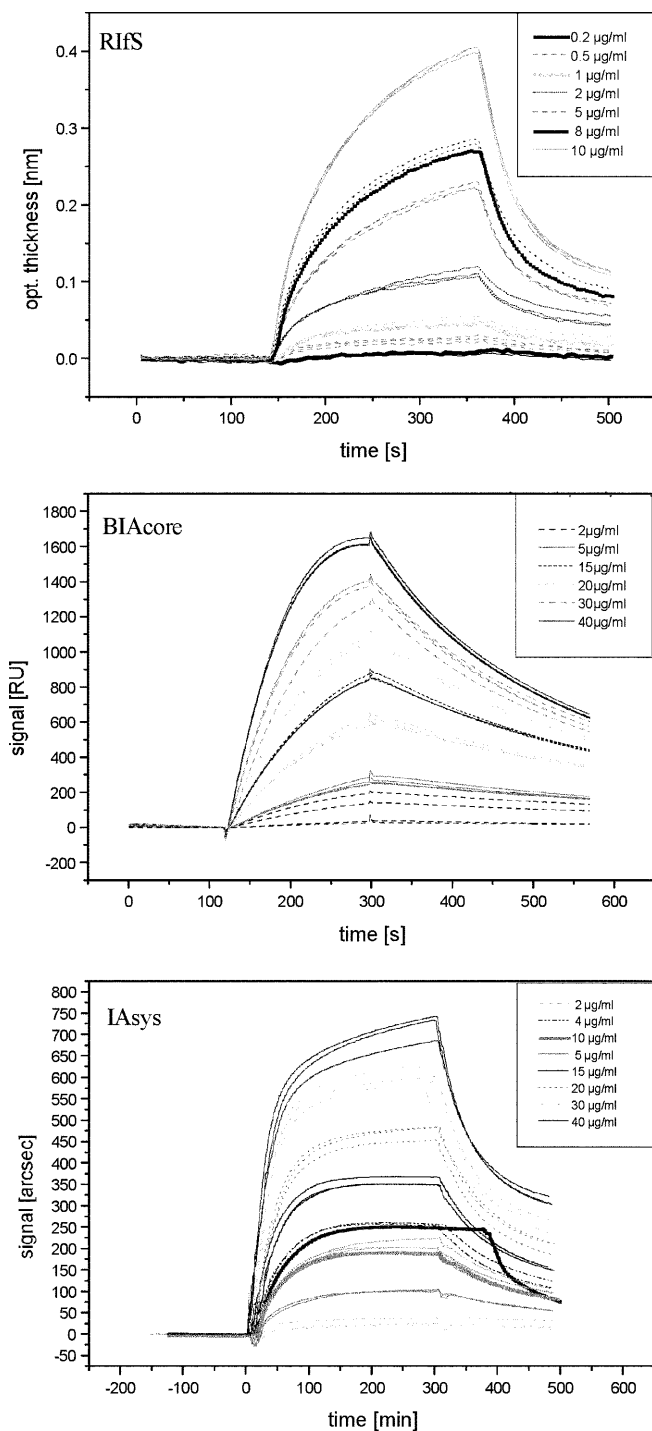 RIfS
0.4
0.3
0.2
0.1
0.0
opt. thickness [nm]
0
100
200
300
400
500
time [s]
0.2 µg/ml
0.5 µg/ml
1 µg/ml
2 µg/ml
5 µg/ml
8 µg/ml
10 µg/ml
BIAcore
1800
1600
1400
1200
1000
800
600
400
200
0
-200
signal [RU]
0
100
200
300
400
500
600
time [s]
2µg/ml
5µg/ml
15µg/ml
20µg/ml
30µg/ml
40µg/ml
IAsys
800
750
700
650
600
550
500
450
400
350
300
250
200
150
100
50
0
-50
signal [arcsec]
-200
-100
0
100
200
300
400
500
600
time [min]
2 µg/ml
4 µg/ml
10 µg/ml
5 µg/ml
15 µg/ml
20 µg/ml
30 µg/ml
40 µg/ml